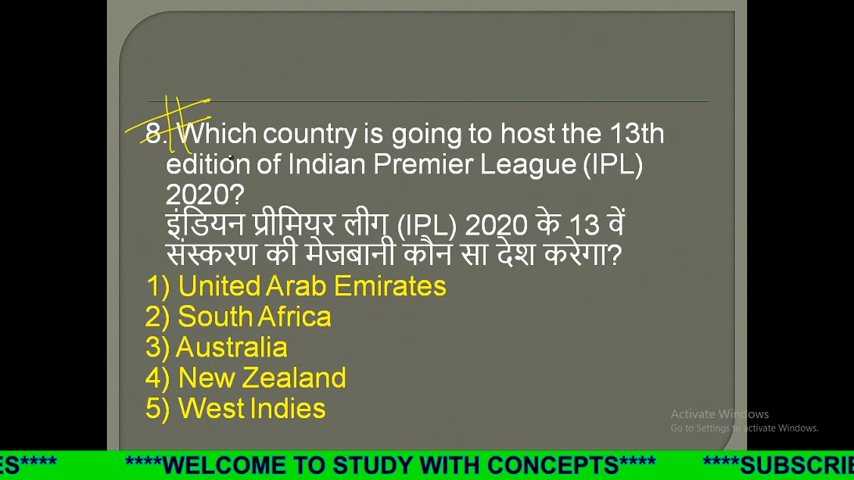 8. Which country is going to host the 13th
edition of Indian Premier League (IPL)
2020?
इंडियन प्रीमियर लीग (IPL) 2020 के 13 वें
संस्करण की मेजबानी कौन सा देश करेगा?
1) United Arab Emirates
2) South Africa
3) Australia
4) New Zealand
5) West Indies
Activate Windows
Go to Settings to activate Windows.
ES**** ****WELCOME TO STUDY WITH CONCEPTS**** ****SUBSCRIE